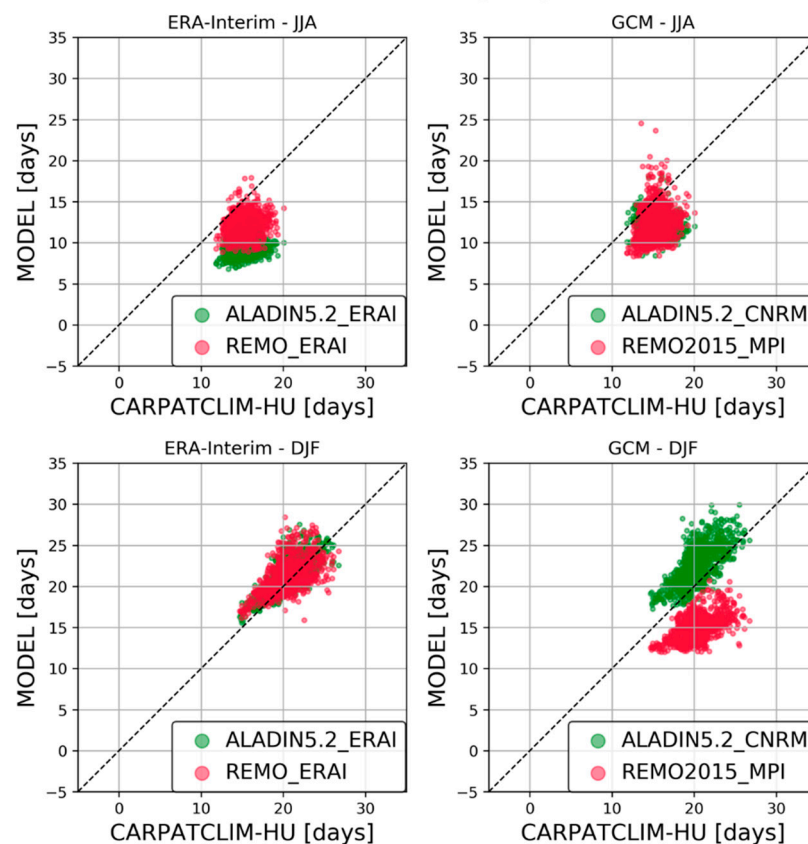 ERA-Interim - JJA
35
30
25
20
15
10
5
0
−5
MODEL [days]
ALADIN5.2_ERAI
REMO_ERAI
0 10 20 30
CARPATCLIM-HU [days]
GCM - JJA
35
30
25
20
15
10
5
0
−5
MODEL [days]
ALADIN5.2_CNRM
REMO2015_MPI
0 10 20 30
CARPATCLIM-HU [days]
ERA-Interim - DJF
35
30
25
20
15
10
5
0
−5
MODEL [days]
ALADIN5.2_ERAI
REMO_ERAI
0 10 20 30
CARPATCLIM-HU [days]
GCM - DJF
35
30
25
20
15
10
5
0
−5
MODEL [days]
ALADIN5.2_CNRM
REMO2015_MPI
0 10 20 30
CARPATCLIM-HU [days]